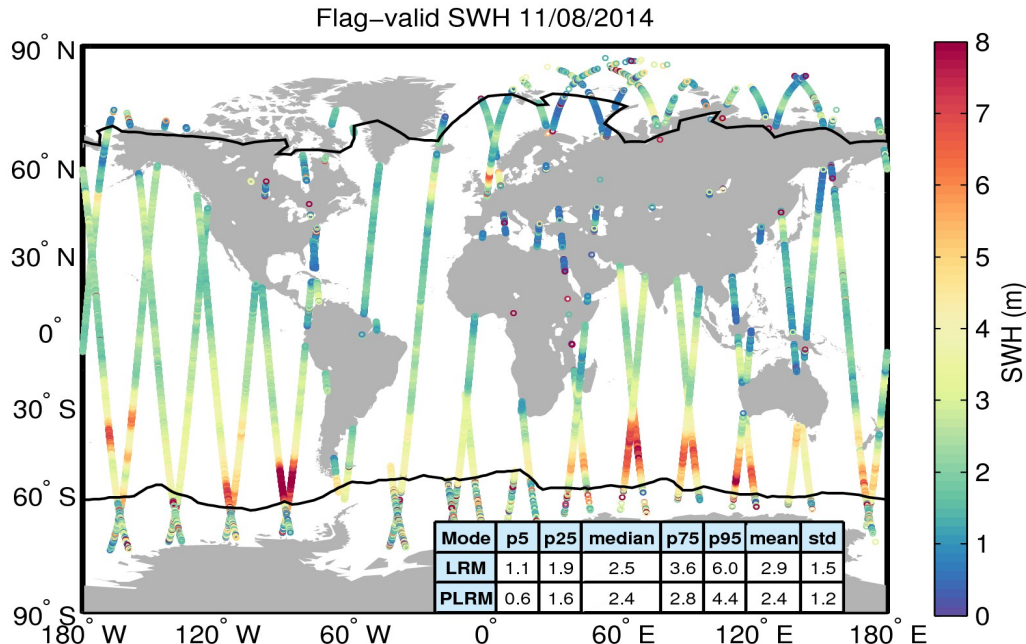 Flag-valid SWH 11/08/2014
90° N
60° N
30° N
0°
30° S
60° S
90° S
180° W
120° W
60° W
0°
60° E
120° E
180° E
Mode p5 p25 median p75 p95 mean std
LRM 1.1 1.9 2.5 3.6 6.0 2.9 1.5
PLRM 0.6 1.6 2.4 2.8 4.4 2.4 1.2
8
7
6
5
4
3
2
1
0
SWH (m)